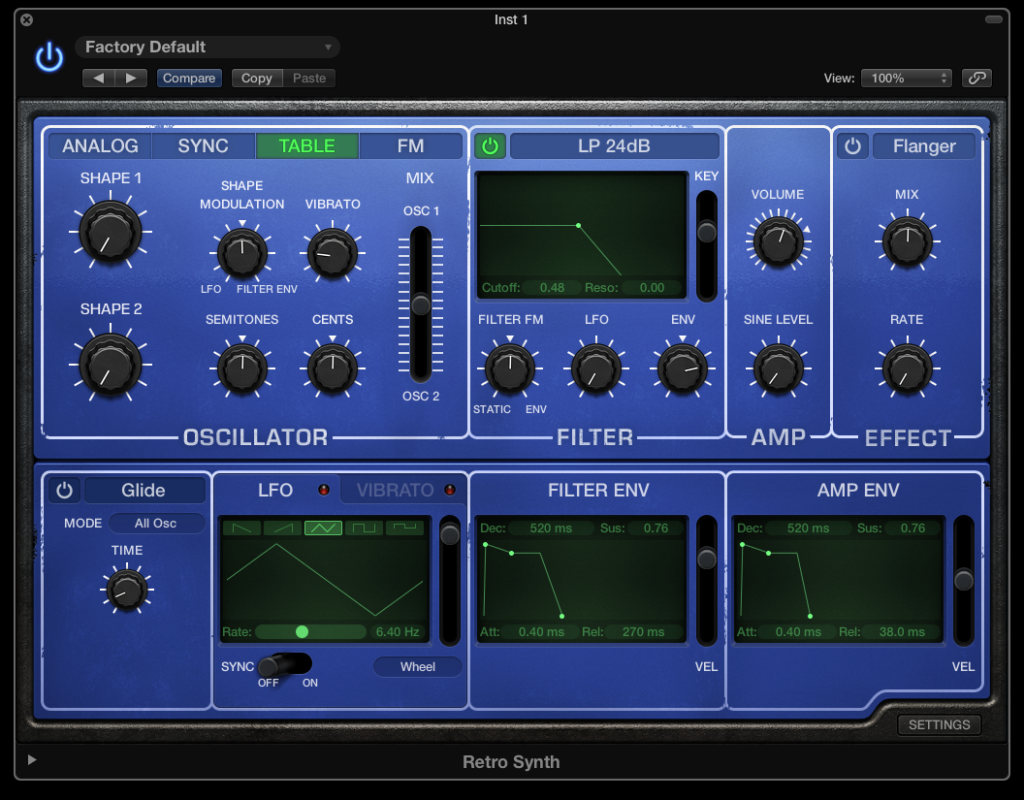 Inst 1
Factory Default
Compare
Copy
Paste
View:
100%
ANALOG
SYNC
TABLE
FM
SHAPE 1
SHAPE
MODULATION
VIBRATO
LFO
FILTER ENV
MIX
OSC 1
SHAPE 2
SEMITONES
CENTS
OSC 2
OSCILLATOR
LP 24dB
KEY
Cutoff: 0.48 Reso: 0.00
FILTER FM
LFO
ENV
STATIC
ENV
FILTER
VOLUME
SINE LEVEL
AMP
Flanger
MIX
RATE
EFFECT
Glide
MODE
All Osc
TIME
LFO
VIBRATO
Rate: 6.40 Hz
SYNC
OFF
ON
Wheel
FILTER ENV
Dec: 520 ms Sus: 0.76
Att: 0.40 ms Rel: 270 ms
VEL
AMP ENV
Dec: 520 ms Sus: 0.76
Att: 0.40 ms Rel: 38.0 ms
VEL
SETTINGS
Retro Synth